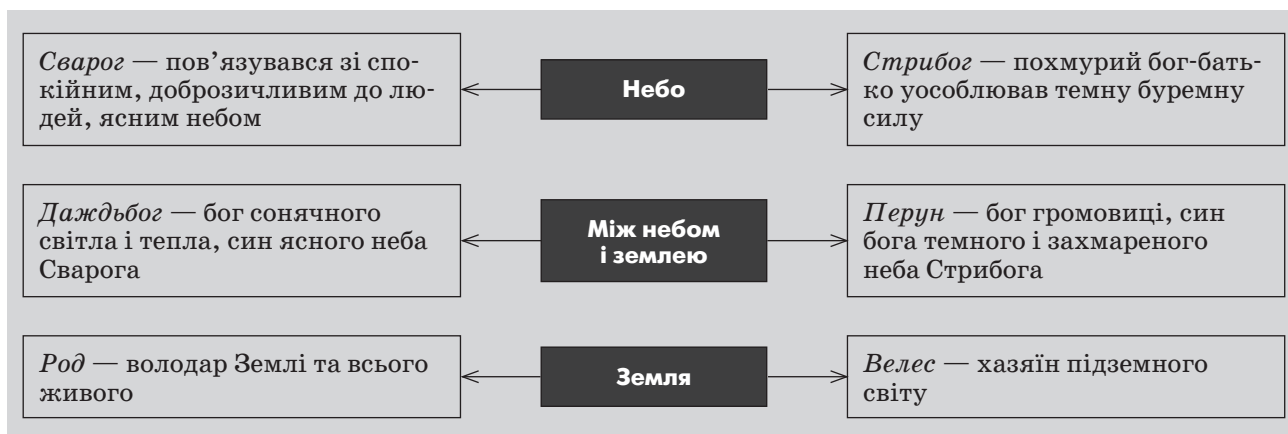 Сварог — пов’язувався зі спо-
кійним, доброзичливим до лю-
дей, ясним небом
Небо
Стрибог — похмурий бог-бать-
ко уособлював темну буремну
силу
Даждьбог — бог сонячного
світла і тепла, син ясного неба
Сварога
Між небом
і землею
Перун — бог громовиці, син
бога темного і захмареного
неба Стрибога
Род — володар Землі та всього
живого
Земля
Велес — хазяїн підземного
світу